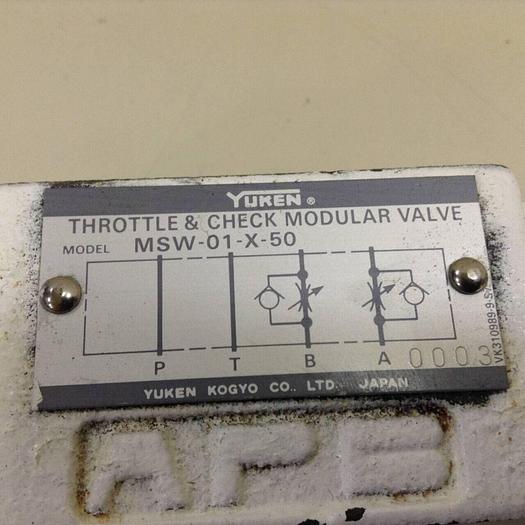 YUKEN ®
THROTTLE & CHECK MODULAR VALVE
MODEL MSW-01-X-50
P T B A 0003
YUKEN KOGYO CO., LTD. JAPAN
APB